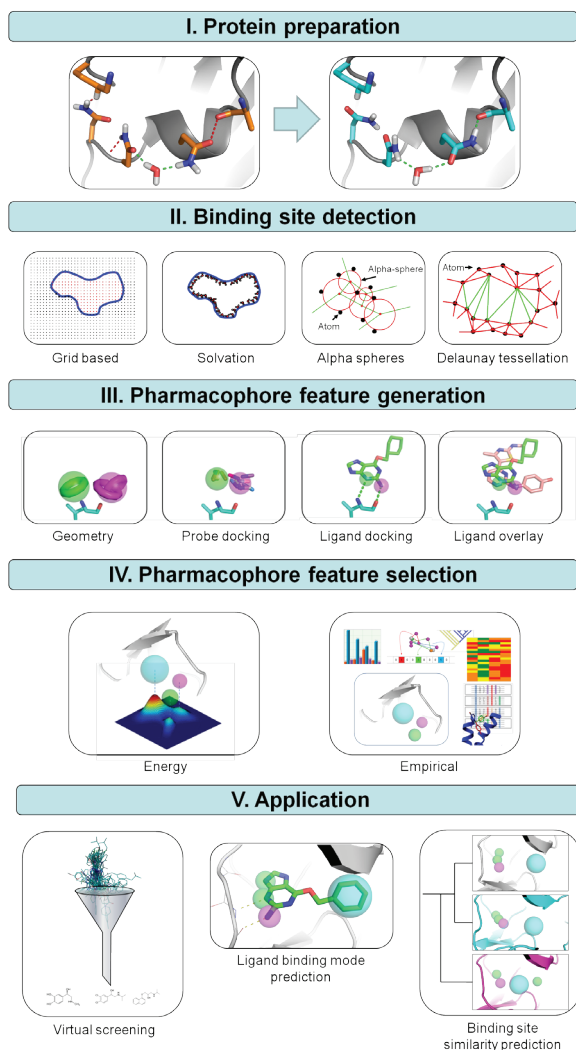 I. Protein preparation
II. Binding site detection
Alpha-sphere
Atom
Atom
Grid based
Solvation
Alpha spheres
Delaunay tessellation
III. Pharmacophore feature generation
Geometry
Probe docking
Ligand docking
Ligand overlay
IV. Pharmacophore feature selection
Energy
Empirical
V. Application
Virtual screening
Ligand binding mode
prediction
Binding site
similarity prediction